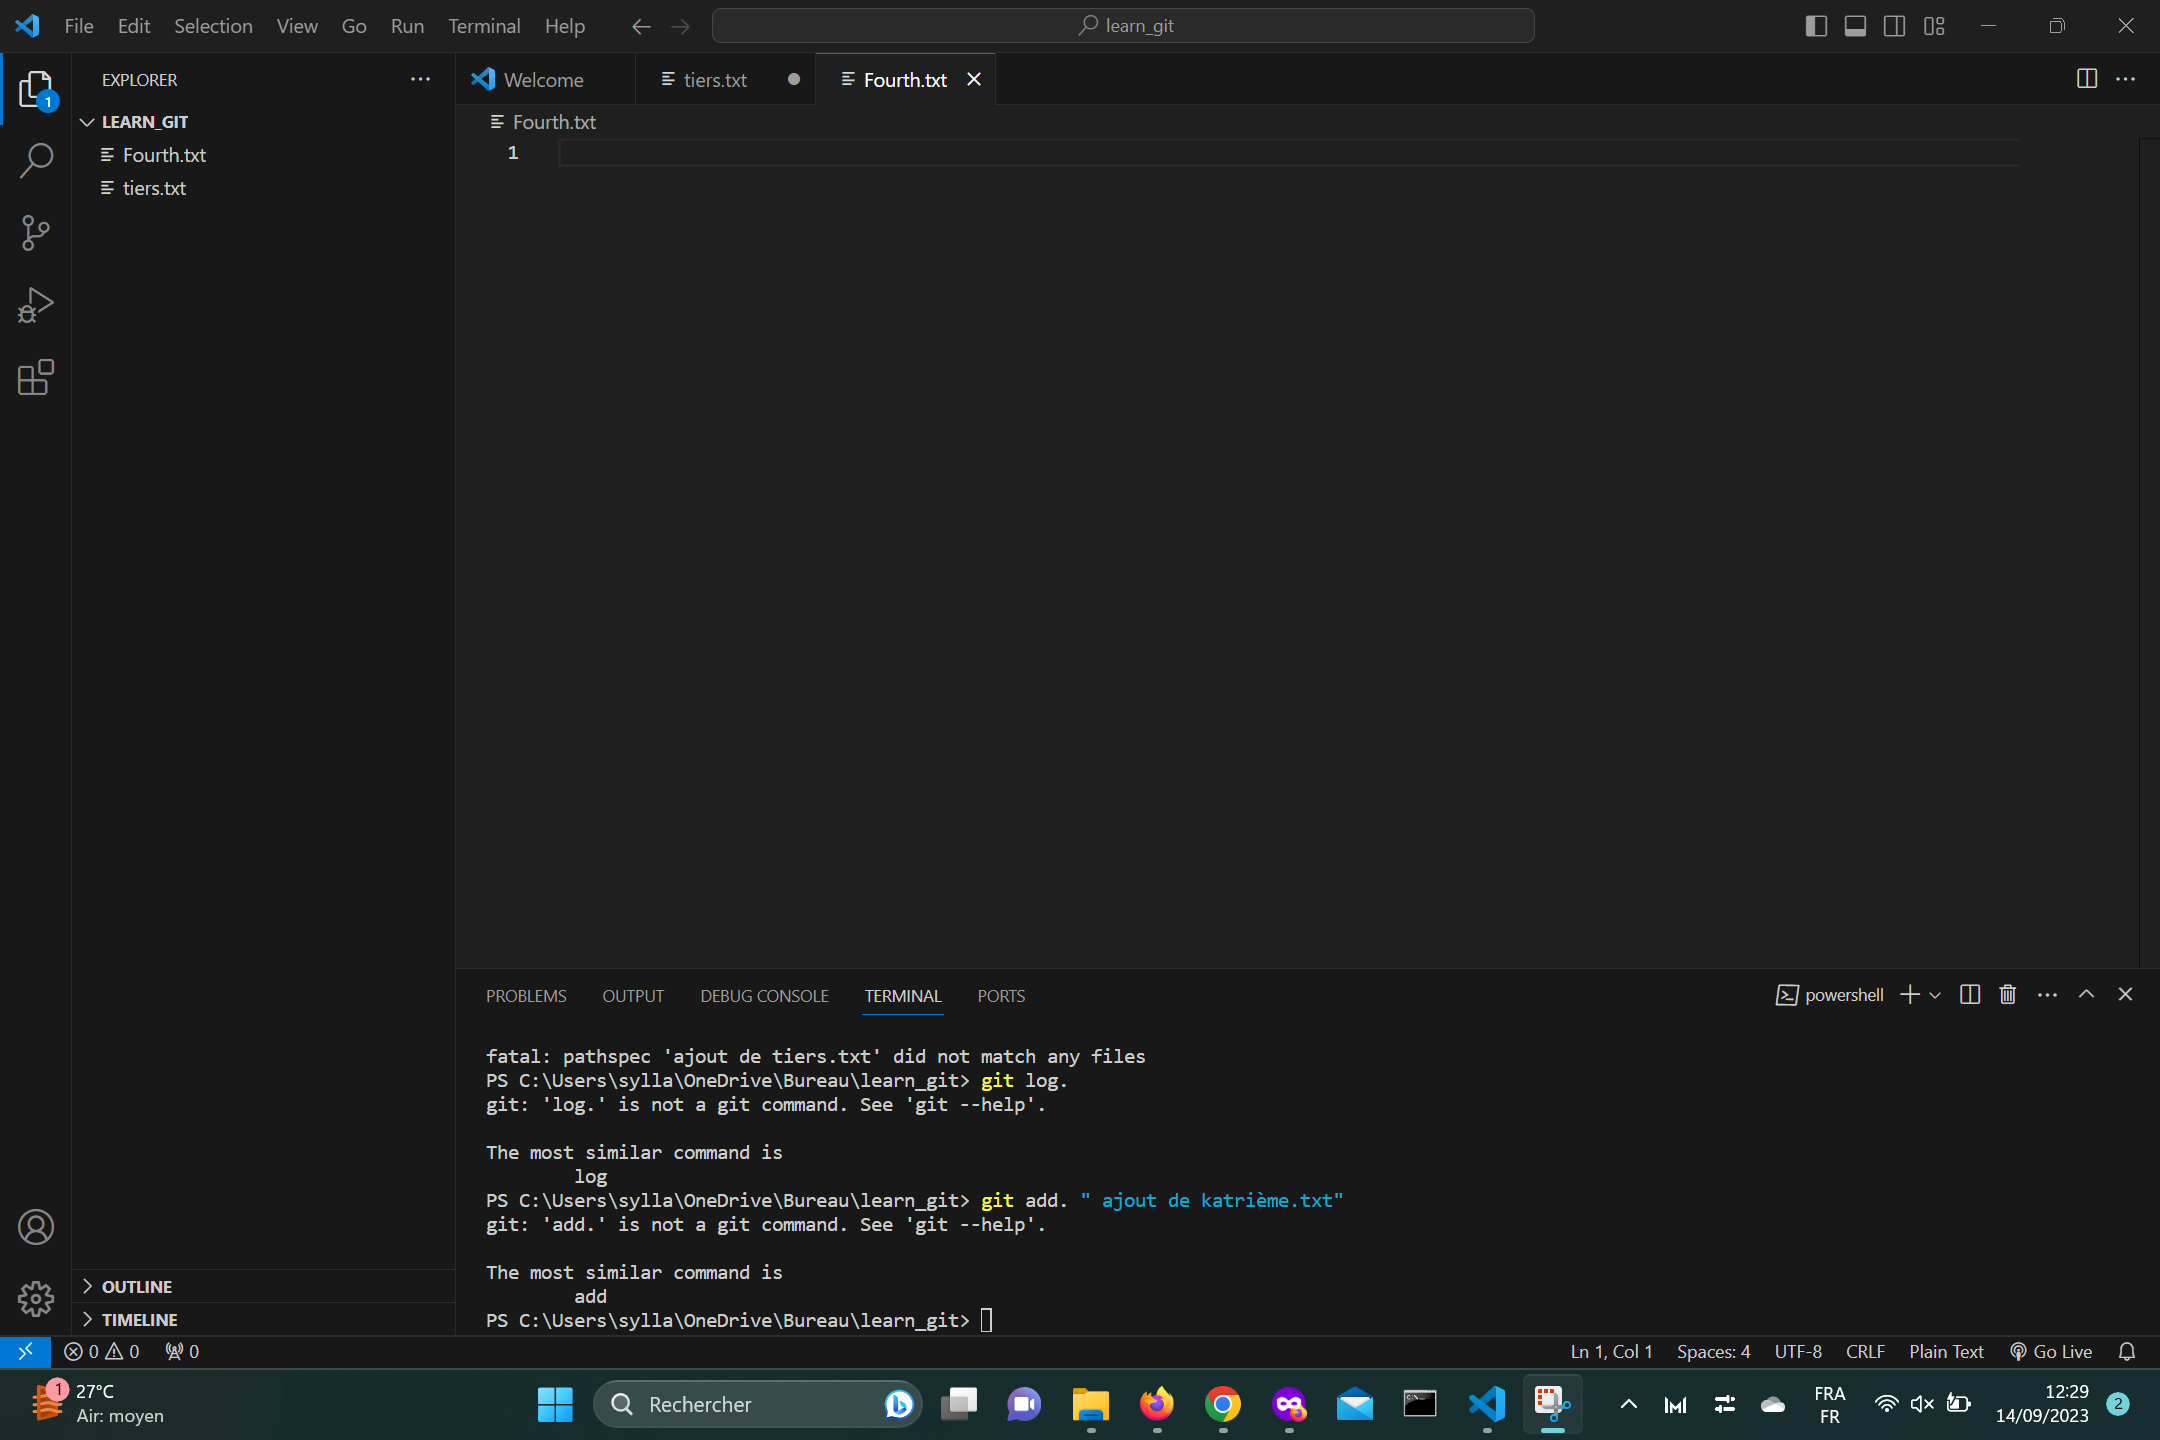 File Edit Selection View Go Run Terminal Help
learn_git
EXPLORER
LEARN_GIT
Fourth.txt
tiers.txt
1
OUTLINE
TIMELINE
Welcome
tiers.txt
Fourth.txt
Fourth.txt
1
PROBLEMS OUTPUT DEBUG CONSOLE TERMINAL PORTS
powershell
fatal: pathspec 'ajout de tiers.txt' did not match any files
PS C:\Users\sylla\OneDrive\Bureau\learn_git> git log.
git: 'log.' is not a git command. See 'git --help'.
The most similar command is
log
PS C:\Users\sylla\OneDrive\Bureau\learn_git> git add. " ajout de katrième.txt"
git: 'add.' is not a git command. See 'git --help'.
The most similar command is
add
PS C:\Users\sylla\OneDrive\Bureau\learn_git>
0 0 0
Ln 1, Col 1 Spaces: 4 UTF-8 CRLF Plain Text Go Live
1
27°C
Air: moyen
Rechercher
FRA
FR
12:29
14/09/2023
2